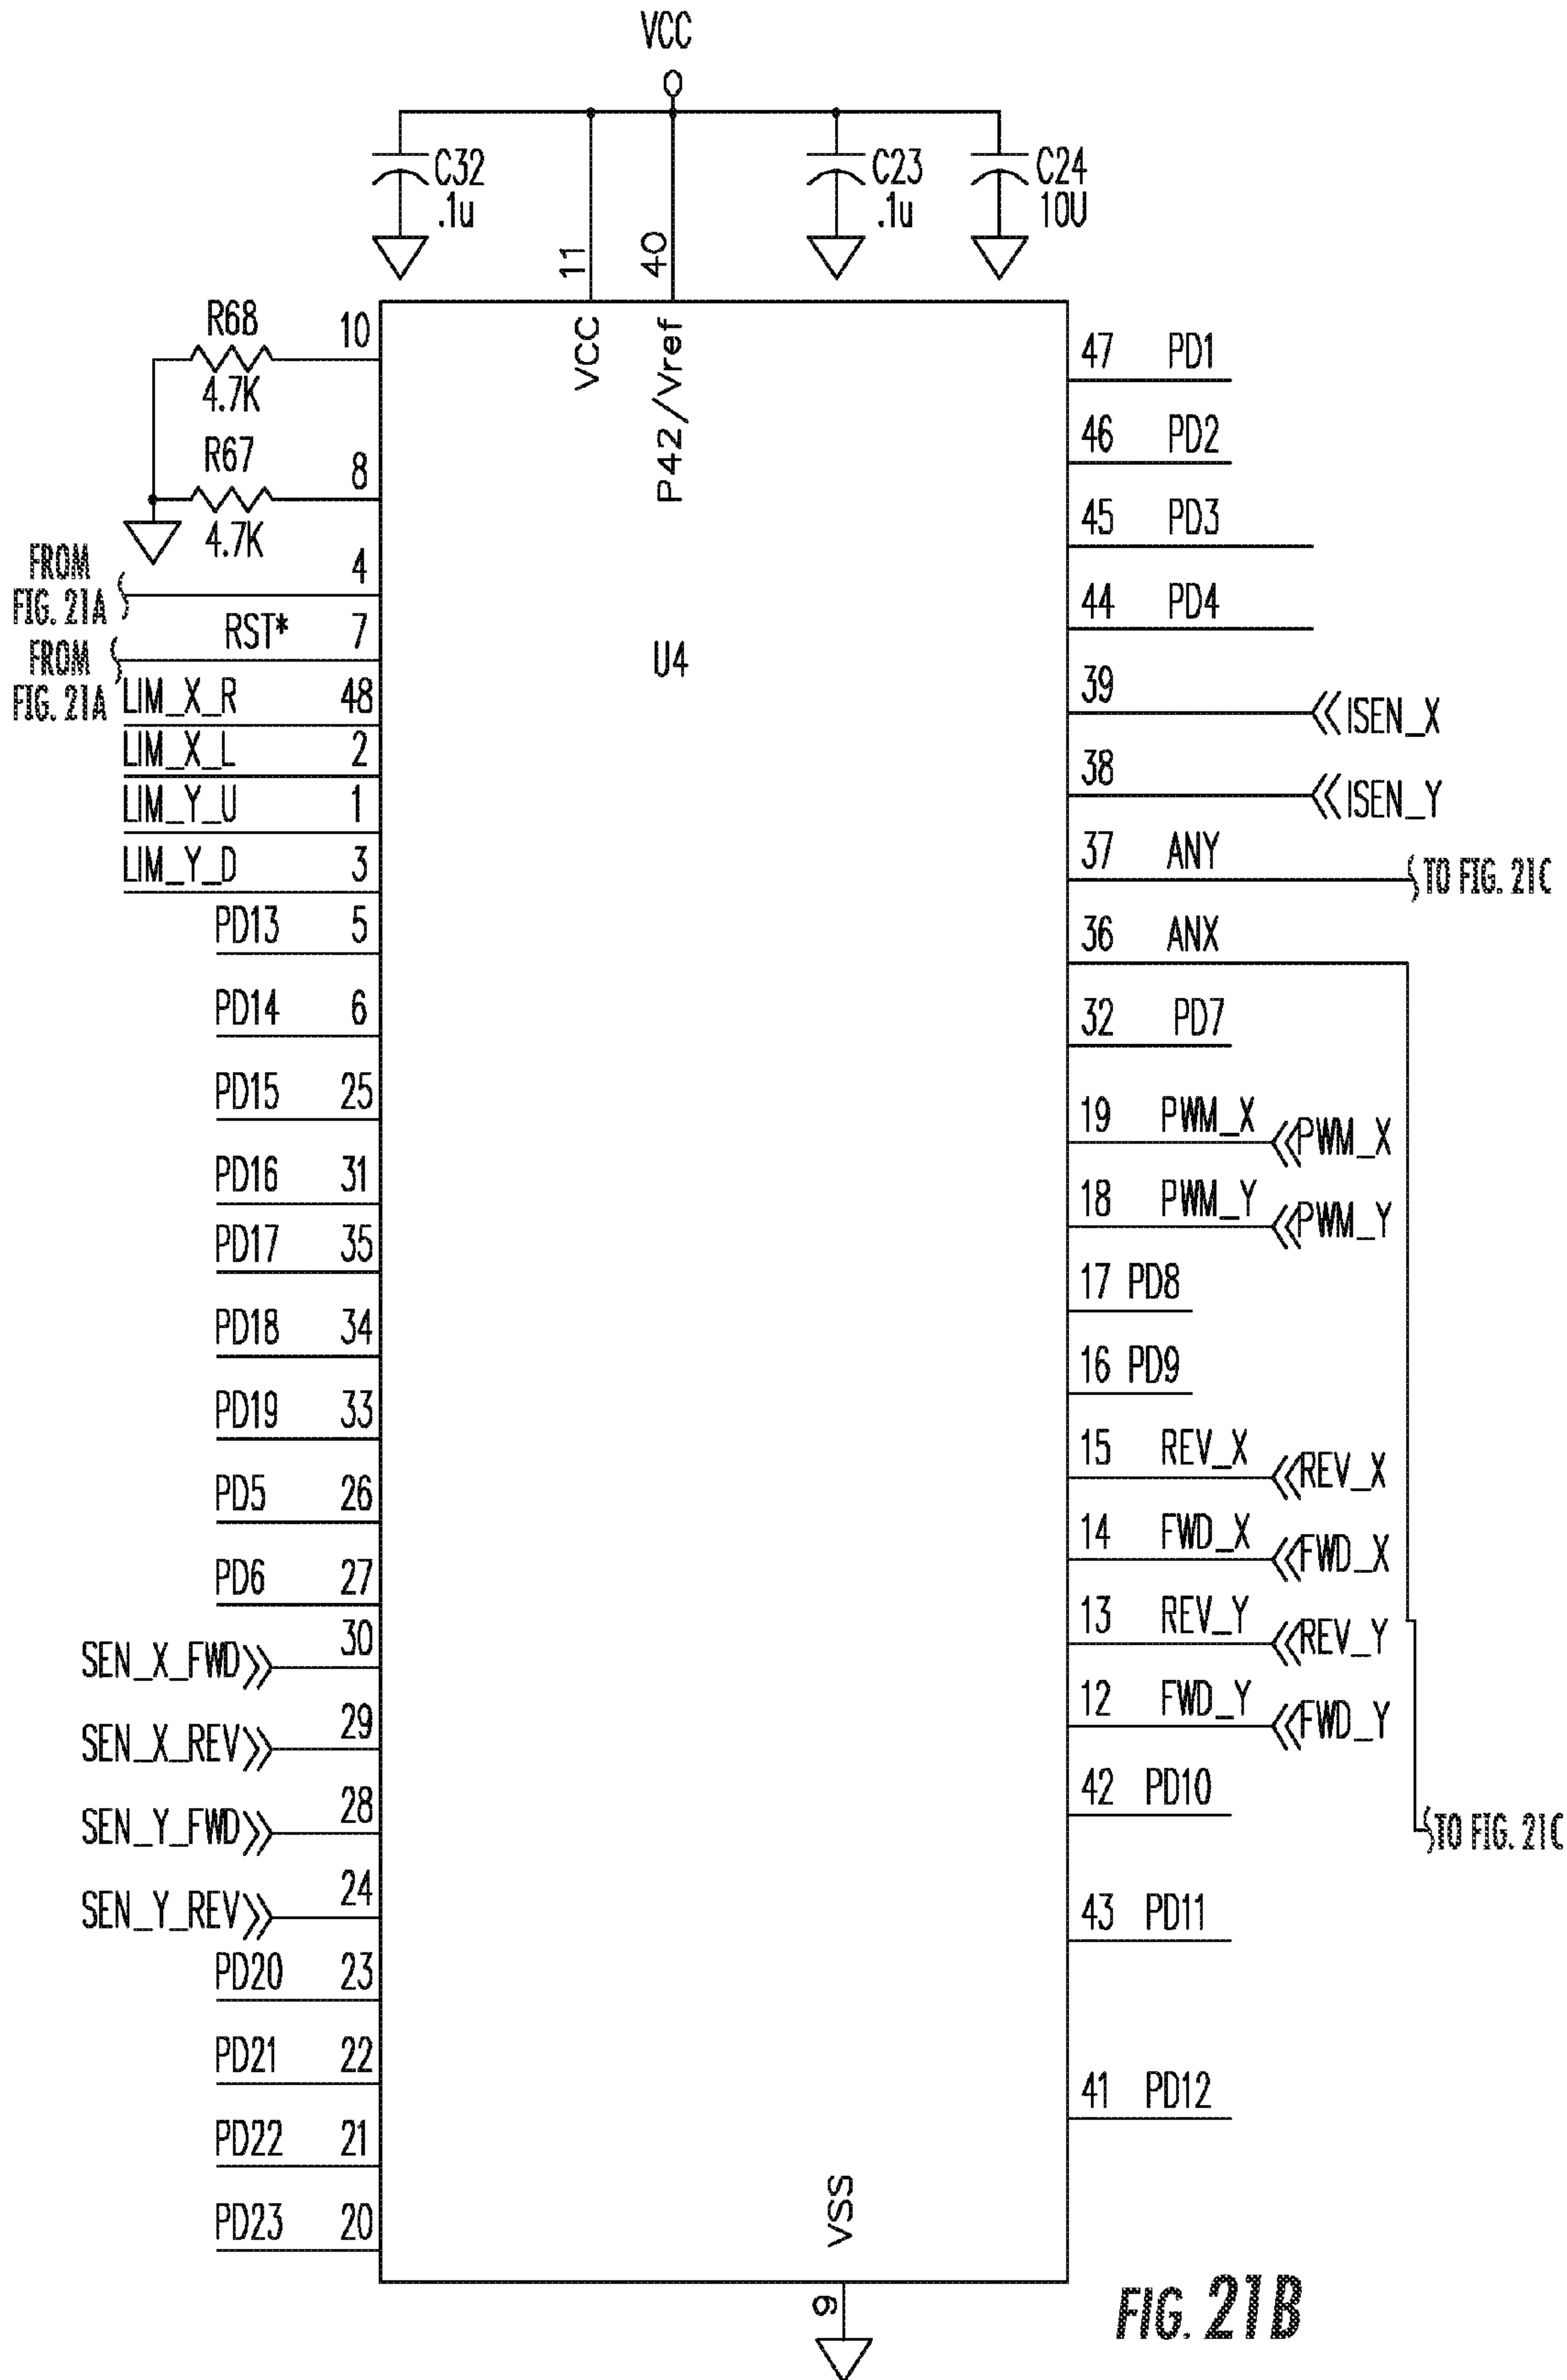 VCC
C32
.1u
C23
.1u
C24
10U
11
40
VCC
P42/Vref
R68
4.7K
10
R67
4.7K
8
FROM
FIG. 21A
4
FROM
FIG. 21A
RST* 7
LIM_X_R 48
LIM_X_L 2
LIM_Y_U 1
LIM_Y_D 3
PD13 5
PD14 6
PD15 25
PD16 31
PD17 35
PD18 34
PD19 33
PD5 26
PD6 27
SEN_X_FWD 30
SEN_X_REV 29
SEN_Y_FWD 28
SEN_Y_REV 24
PD20 23
PD21 22
PD22 21
PD23 20
U4
47 PD1
46 PD2
45 PD3
44 PD4
39 ISEN_X
38 ISEN_Y
37 ANY TO FIG. 21C
36 ANX
32 PD7
19 PWM_X PWM_X
18 PWM_Y PWM_Y
17 PD8
16 PD9
15 REV_X REV_X
14 FWD_X FWD_X
13 REV_Y REV_Y
12 FWD_Y FWD_Y
42 PD10
TO FIG. 21C
43 PD11
41 PD12
VSS
9
FIG. 21B